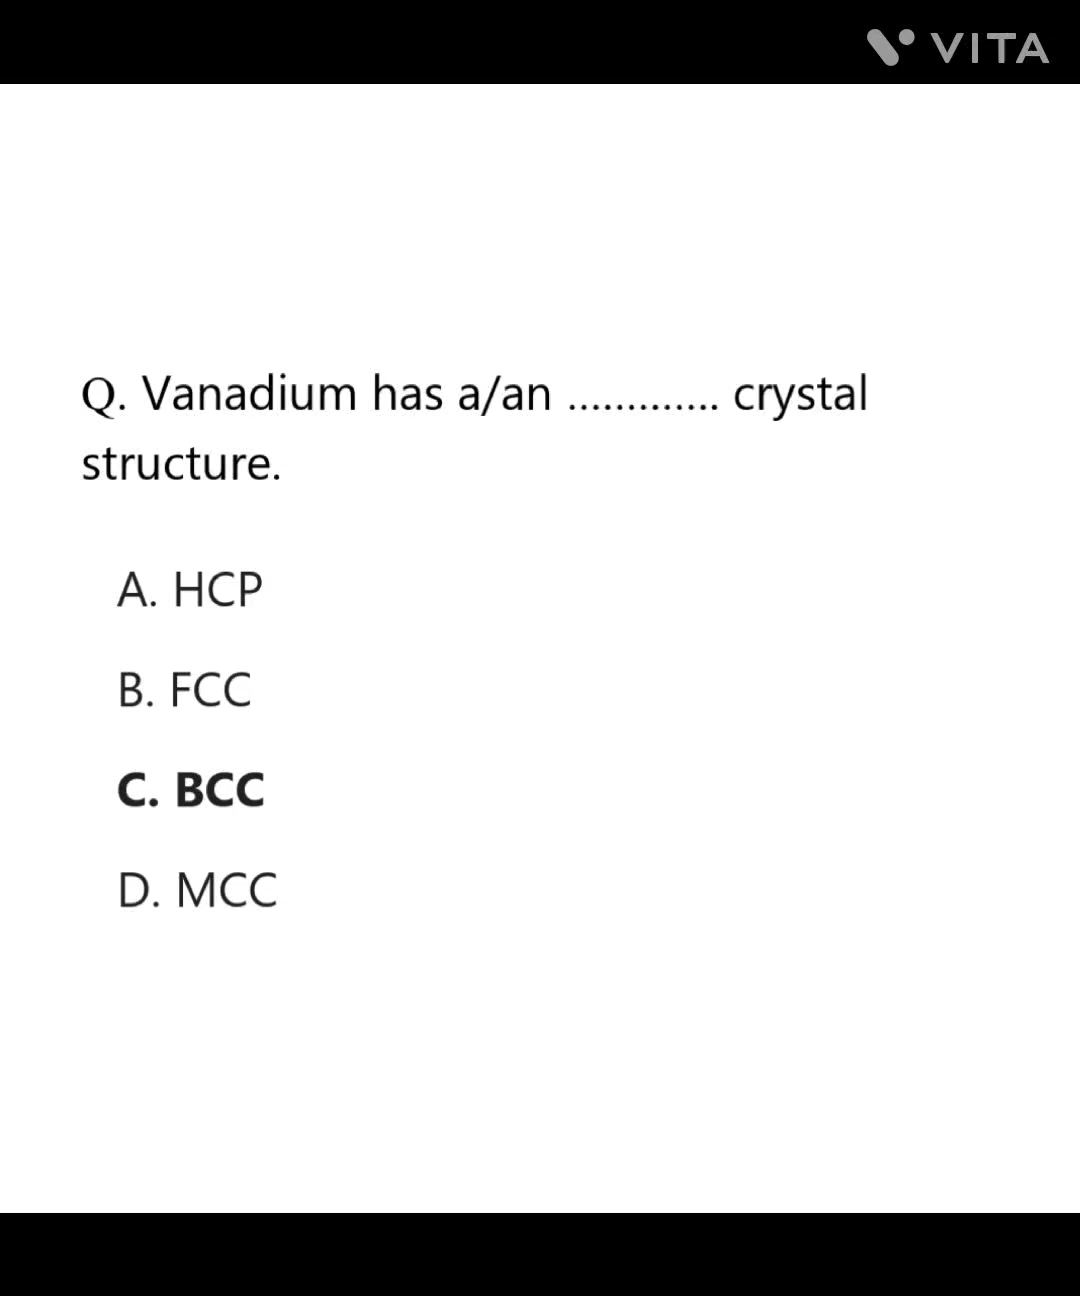 VITA
Q. Vanadium has a/an ............. crystal
structure.
A. HCP
B. FCC
C. BCC
D. MCC